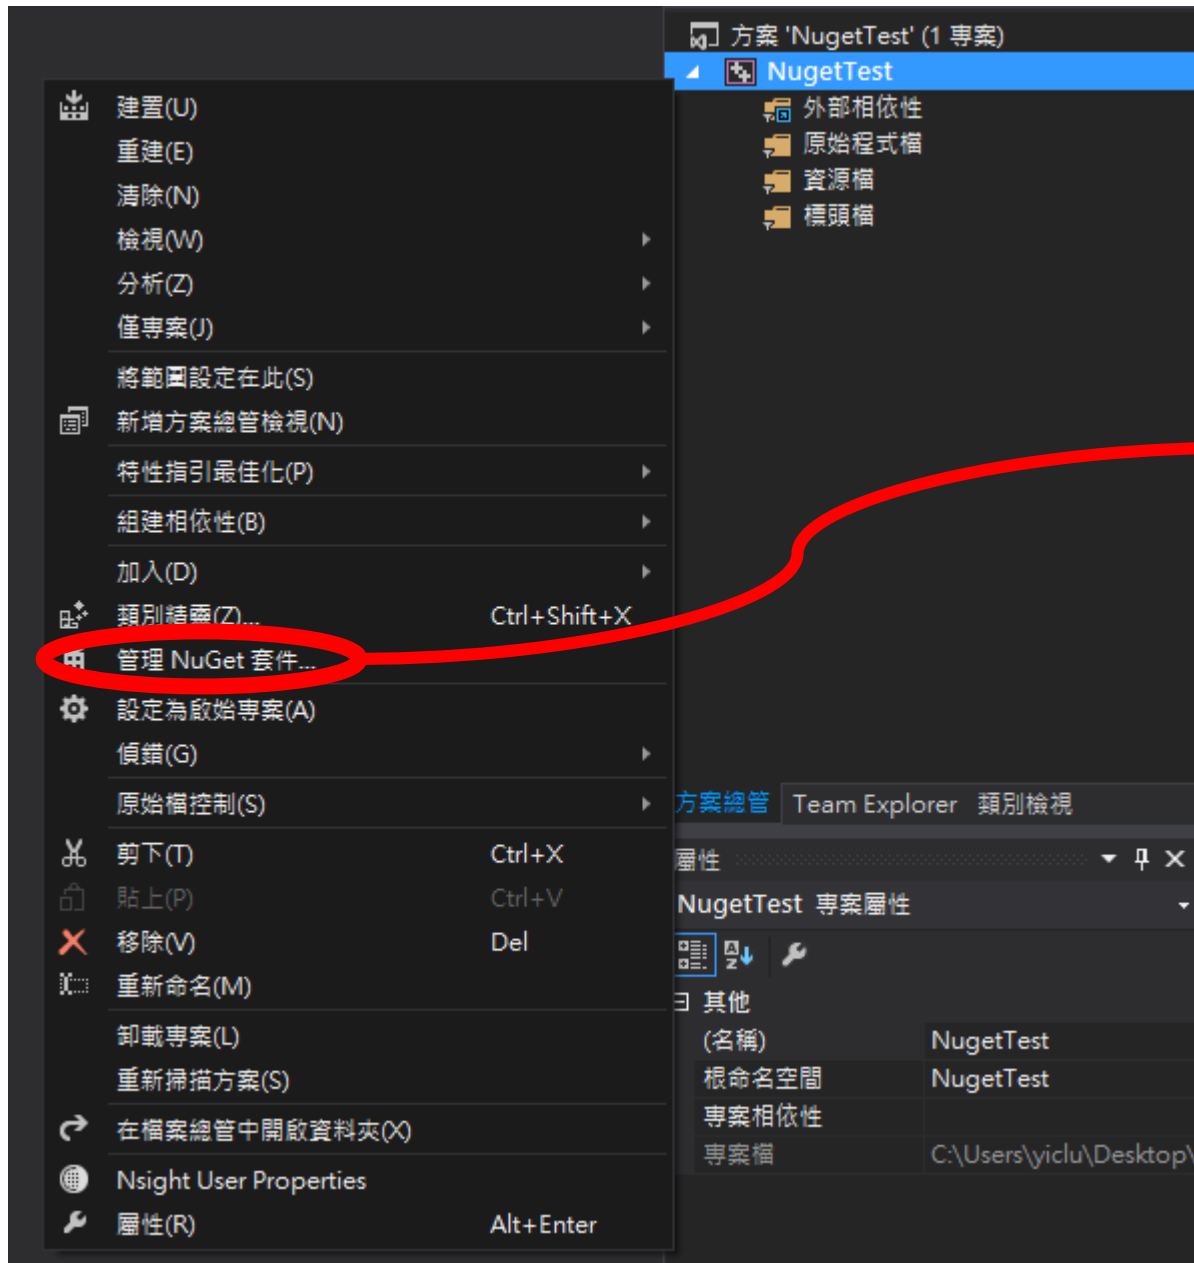 方案 'NugetTest' (1 專案)
NugetTest
外部相依性
原始程式檔
資源檔
標頭檔
建置(U)
重建(E)
清除(N)
檢視(W)
分析(Z)
僅專案(J)
將範圍設定在此(S)
新增方案總管檢視(N)
特性指引最佳化(P)
組建相依性(B)
加入(D)
類別精靈(Z)... Ctrl+Shift+X
管理 NuGet 套件...
設定為啟始專案(A)
偵錯(G)
原始檔控制(S)
剪下(T) Ctrl+X
貼上(P) Ctrl+V
移除(V) Del
重新命名(M)
卸載專案(L)
重新掃描方案(S)
在檔案總管中開啟資料夾(X)
Nsight User Properties
屬性(R) Alt+Enter
方案總管 Team Explorer 類別檢視
屬性
NugetTest 專案屬性
其他
(名稱) NugetTest
根命名空間 NugetTest
專案相依性
專案檔 C:\Users\yiclu\Desktop\